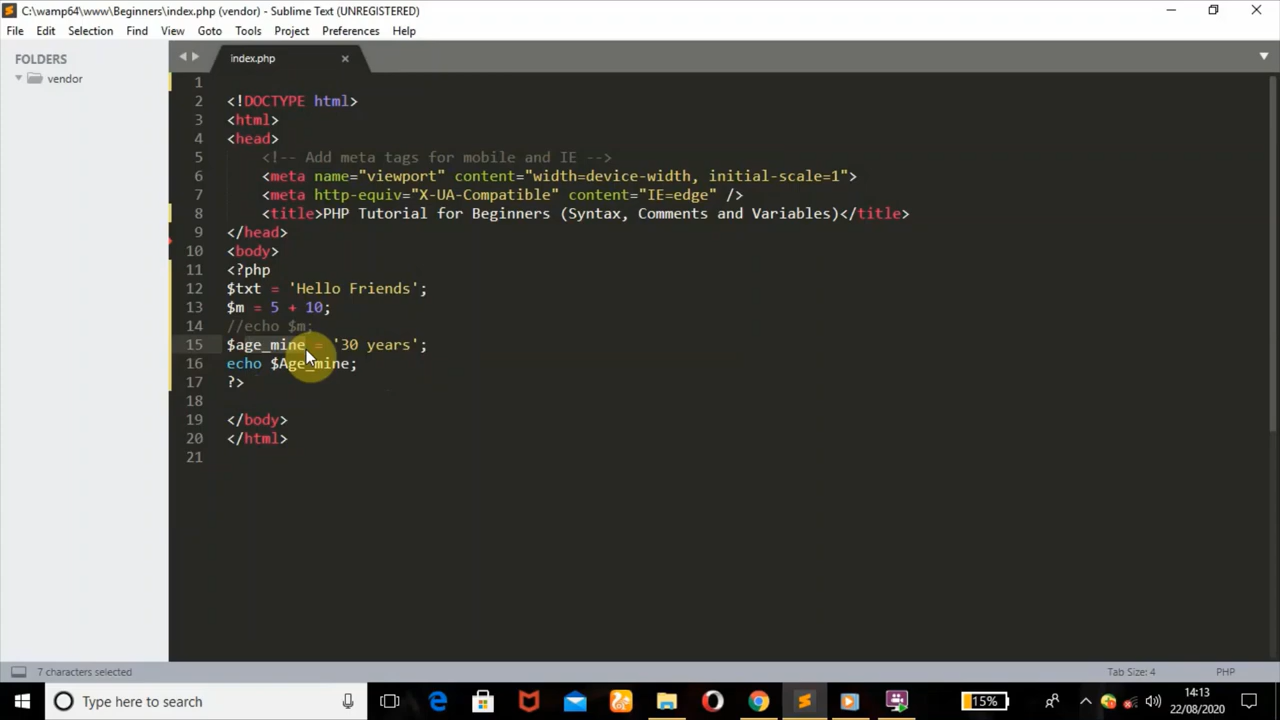 C:\wamp64\www\Beginners\index.php (vendor) - Sublime Text (UNREGISTERED)
File Edit Selection Find View Goto Tools Project Preferences Help
FOLDERS
vendor
index.php
1
2 <!DOCTYPE html>
3 <html>
4 <head>
5 <!-- Add meta tags for mobile and IE -->
6 <meta name="viewport" content="width=device-width, initial-scale=1">
7 <meta http-equiv="X-UA-Compatible" content="IE=edge" />
8 <title>PHP Tutorial for Beginners (Syntax, Comments and Variables)</title>
9 </head>
10 <body>
11 <?php
12 $txt = 'Hello Friends';
13 $m = 5 + 10;
14 //echo $m;
15 $age_mine = '30 years';
16 echo $Age_mine;
17 ?>
18
19 </body>
20 </html>
21
7 characters selected
Tab Size: 4
PHP
Type here to search
15%
14:13
22/08/2020